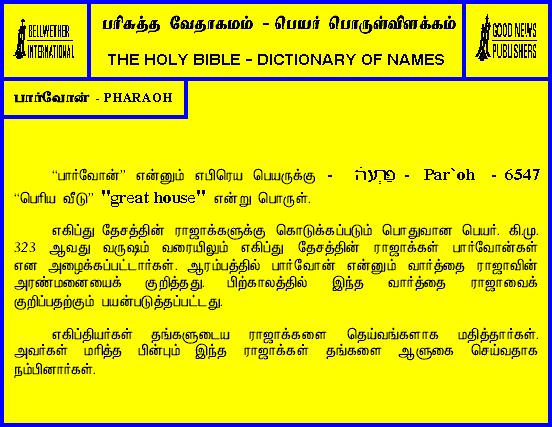 BELLWETHER
INTERNATIONAL
பரிசுத்த வேதாகமம் - பெயர் பொருள்விளக்கம்
THE HOLY BIBLE - DICTIONARY OF NAMES
GOOD NEWS
PUBLISHERS
பார்வோன் - PHARAOH
“பார்வோன்” என்னும் எபிரெய பெயருக்கு - פַּרְעֹה - Par`oh - 6547
“பெரிய வீடு” "great house" என்று பொருள்.
எகிப்து தேசத்தின் ராஜாக்களுக்கு கொடுக்கப்படும் பொதுவான பெயர். கி.மு.
323 ஆவது வருஷம் வரையிலும் எகிப்து தேசத்தின் ராஜாக்கள் பார்வோன்கள்
என அழைக்கப்பட்டார்கள். ஆரம்பத்தில் பார்வோன் என்னும் வார்த்தை ராஜாவின்
அரண்மனையைக் குறித்தது. பிற்காலத்தில் இந்த வார்த்தை ராஜாவைக்
குறிப்பதற்கும் பயன்படுத்தப்பட்டது.
எகிப்தியர்கள் தங்களுடைய ராஜாக்களை தெய்வங்களாக மதித்தார்கள்.
அவர்கள் மரித்த பின்பும் இந்த ராஜாக்கள் தங்களை ஆளுகை செய்வதாக
நம்பினார்கள்.